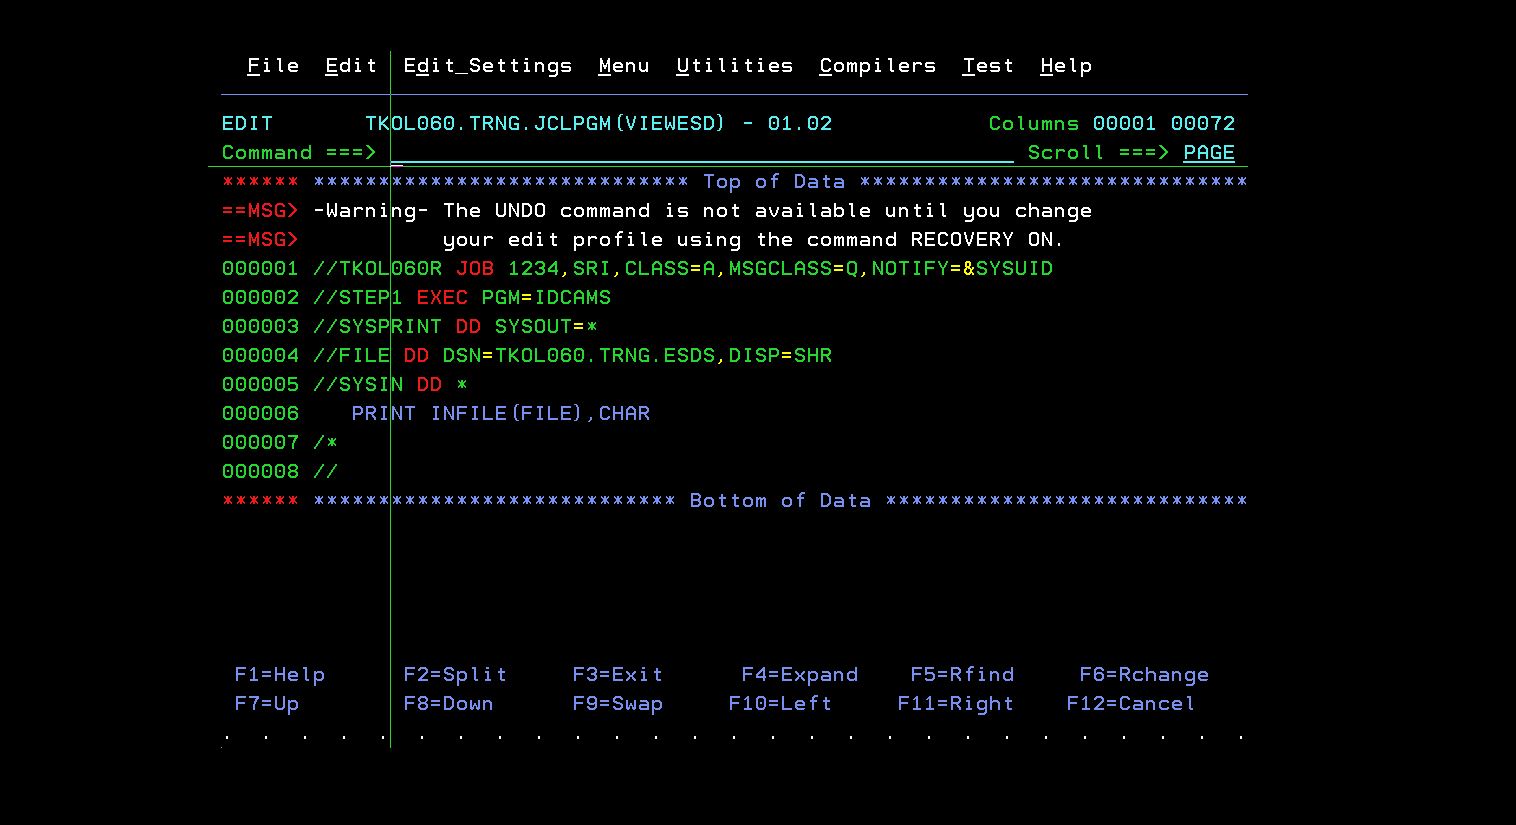 File  Edit  Edit_Settings  Menu  Utilities  Compilers  Test  Help
EDIT       TKOL060.TRNG.JCLPGM(VIEWESD) - 01.02            Columns 00001 00072
Command ===>                                                  Scroll ===> PAGE
****** ***************************** Top of Data ******************************
==MSG> -Warning- The UNDO command is not available until you change
==MSG>           your edit profile using the command RECOVERY ON.
000001 //TKOL060R JOB 1234,SRI,CLASS=A,MSGCLASS=Q,NOTIFY=&SYSUID
000002 //STEP1 EXEC PGM=IDCAMS
000003 //SYSPRINT DD SYSOUT=*
000004 //FILE DD DSN=TKOL060.TRNG.ESDS,DISP=SHR
000005 //SYSIN DD *
000006    PRINT INFILE(FILE),CHAR
000007 /*
000008 //
****** **************************** Bottom of Data ****************************
F1=Help      F2=Split     F3=Exit      F4=Expand    F5=Rfind     F6=Rchange
F7=Up        F8=Down      F9=Swap     F10=Left     F11=Right    F12=Cancel
.  .  .  .  .  .  .  .  .  .  .  .  .  .  .  .  .  .  .  .  .  .  .  .  .  .  .